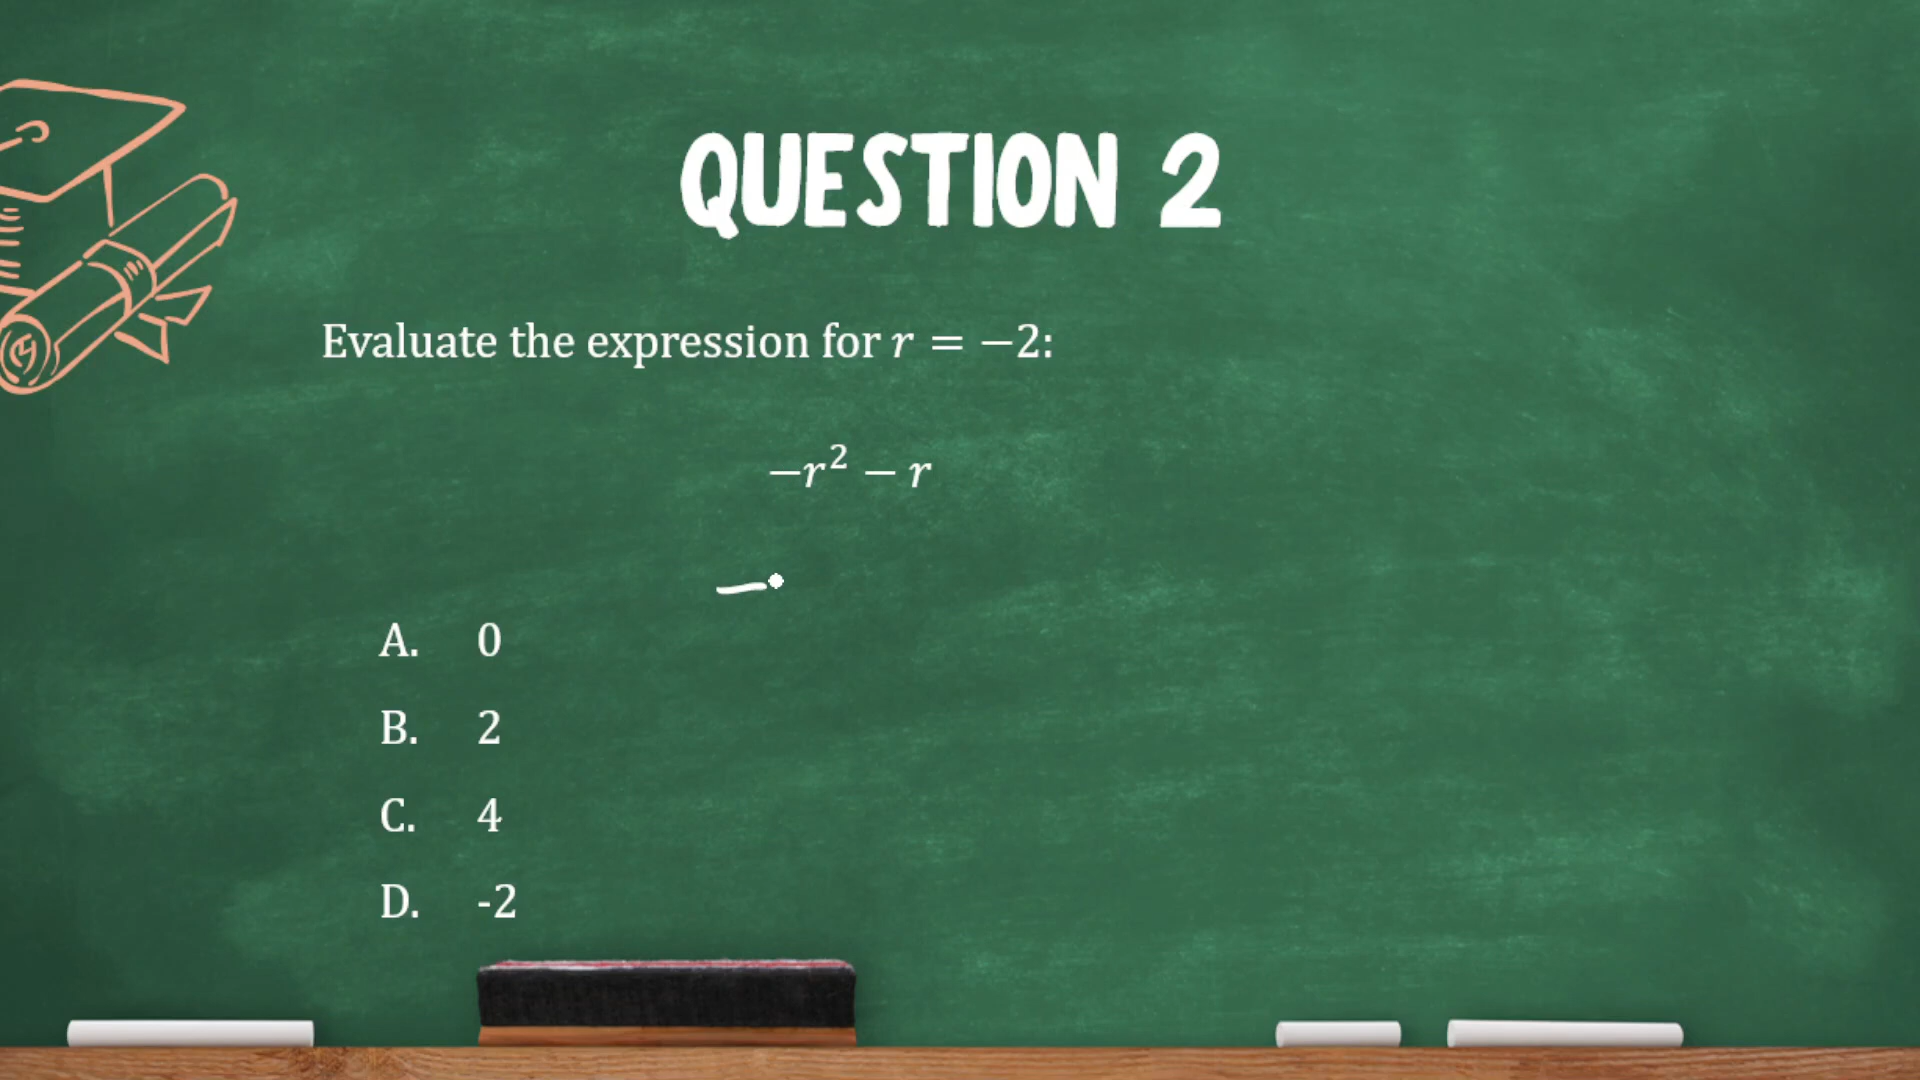 QUESTION 2
Evaluate the expression for r = −2:
−r² − r
−
A. 0
B. 2
C. 4
D. -2